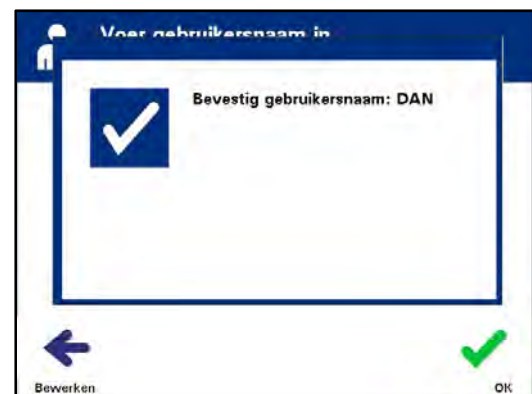 Voer gebruikersnaam in
Bevestig gebruikersnaam: DAN
Bewerken
OK